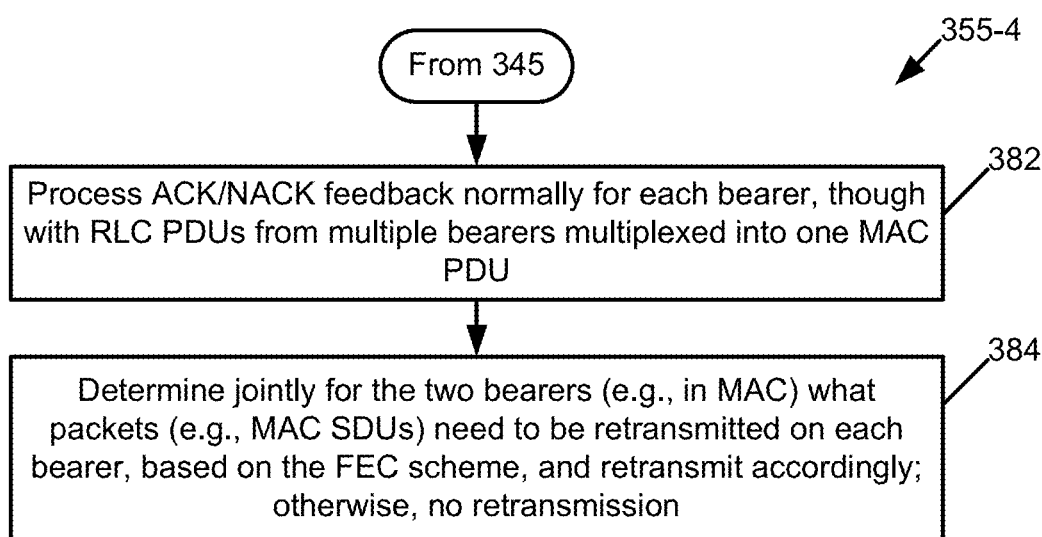 355-4
From 345
382
Process ACK/NACK feedback normally for each bearer, though
with RLC PDUs from multiple bearers multiplexed into one MAC
PDU
384
Determine jointly for the two bearers (e.g., in MAC) what
packets (e.g., MAC SDUs) need to be retransmitted on each
bearer, based on the FEC scheme, and retransmit accordingly;
otherwise, no retransmission